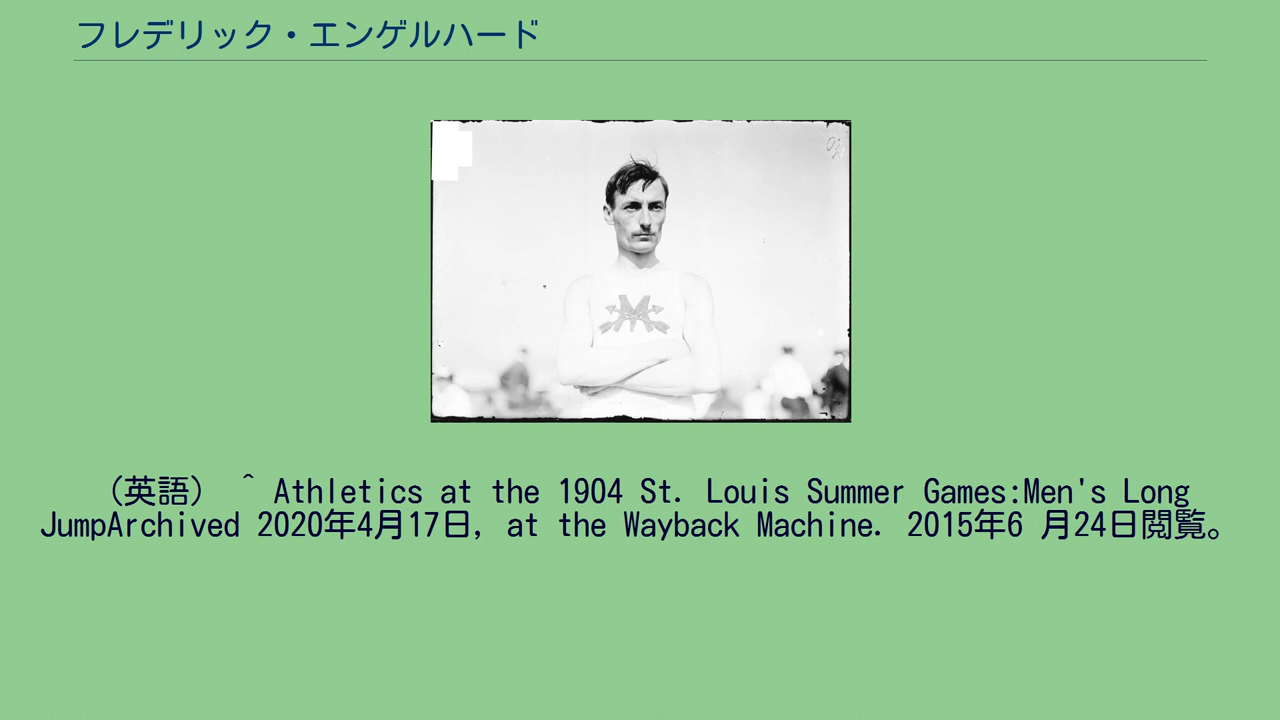 フレデリック・エンゲルハード
（英語） ^ Athletics at the 1904 St. Louis Summer Games:Men's Long
JumpArchived 2020年4月17日, at the Wayback Machine. 2015年6 月24日閲覧。